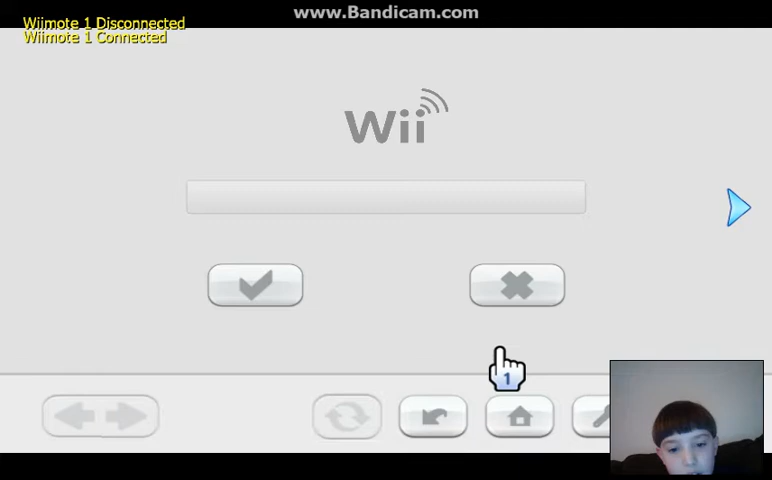 www.Bandicam.com
Wiimote 1 Disconnected
Wiimote 1 Connected
Wii
1